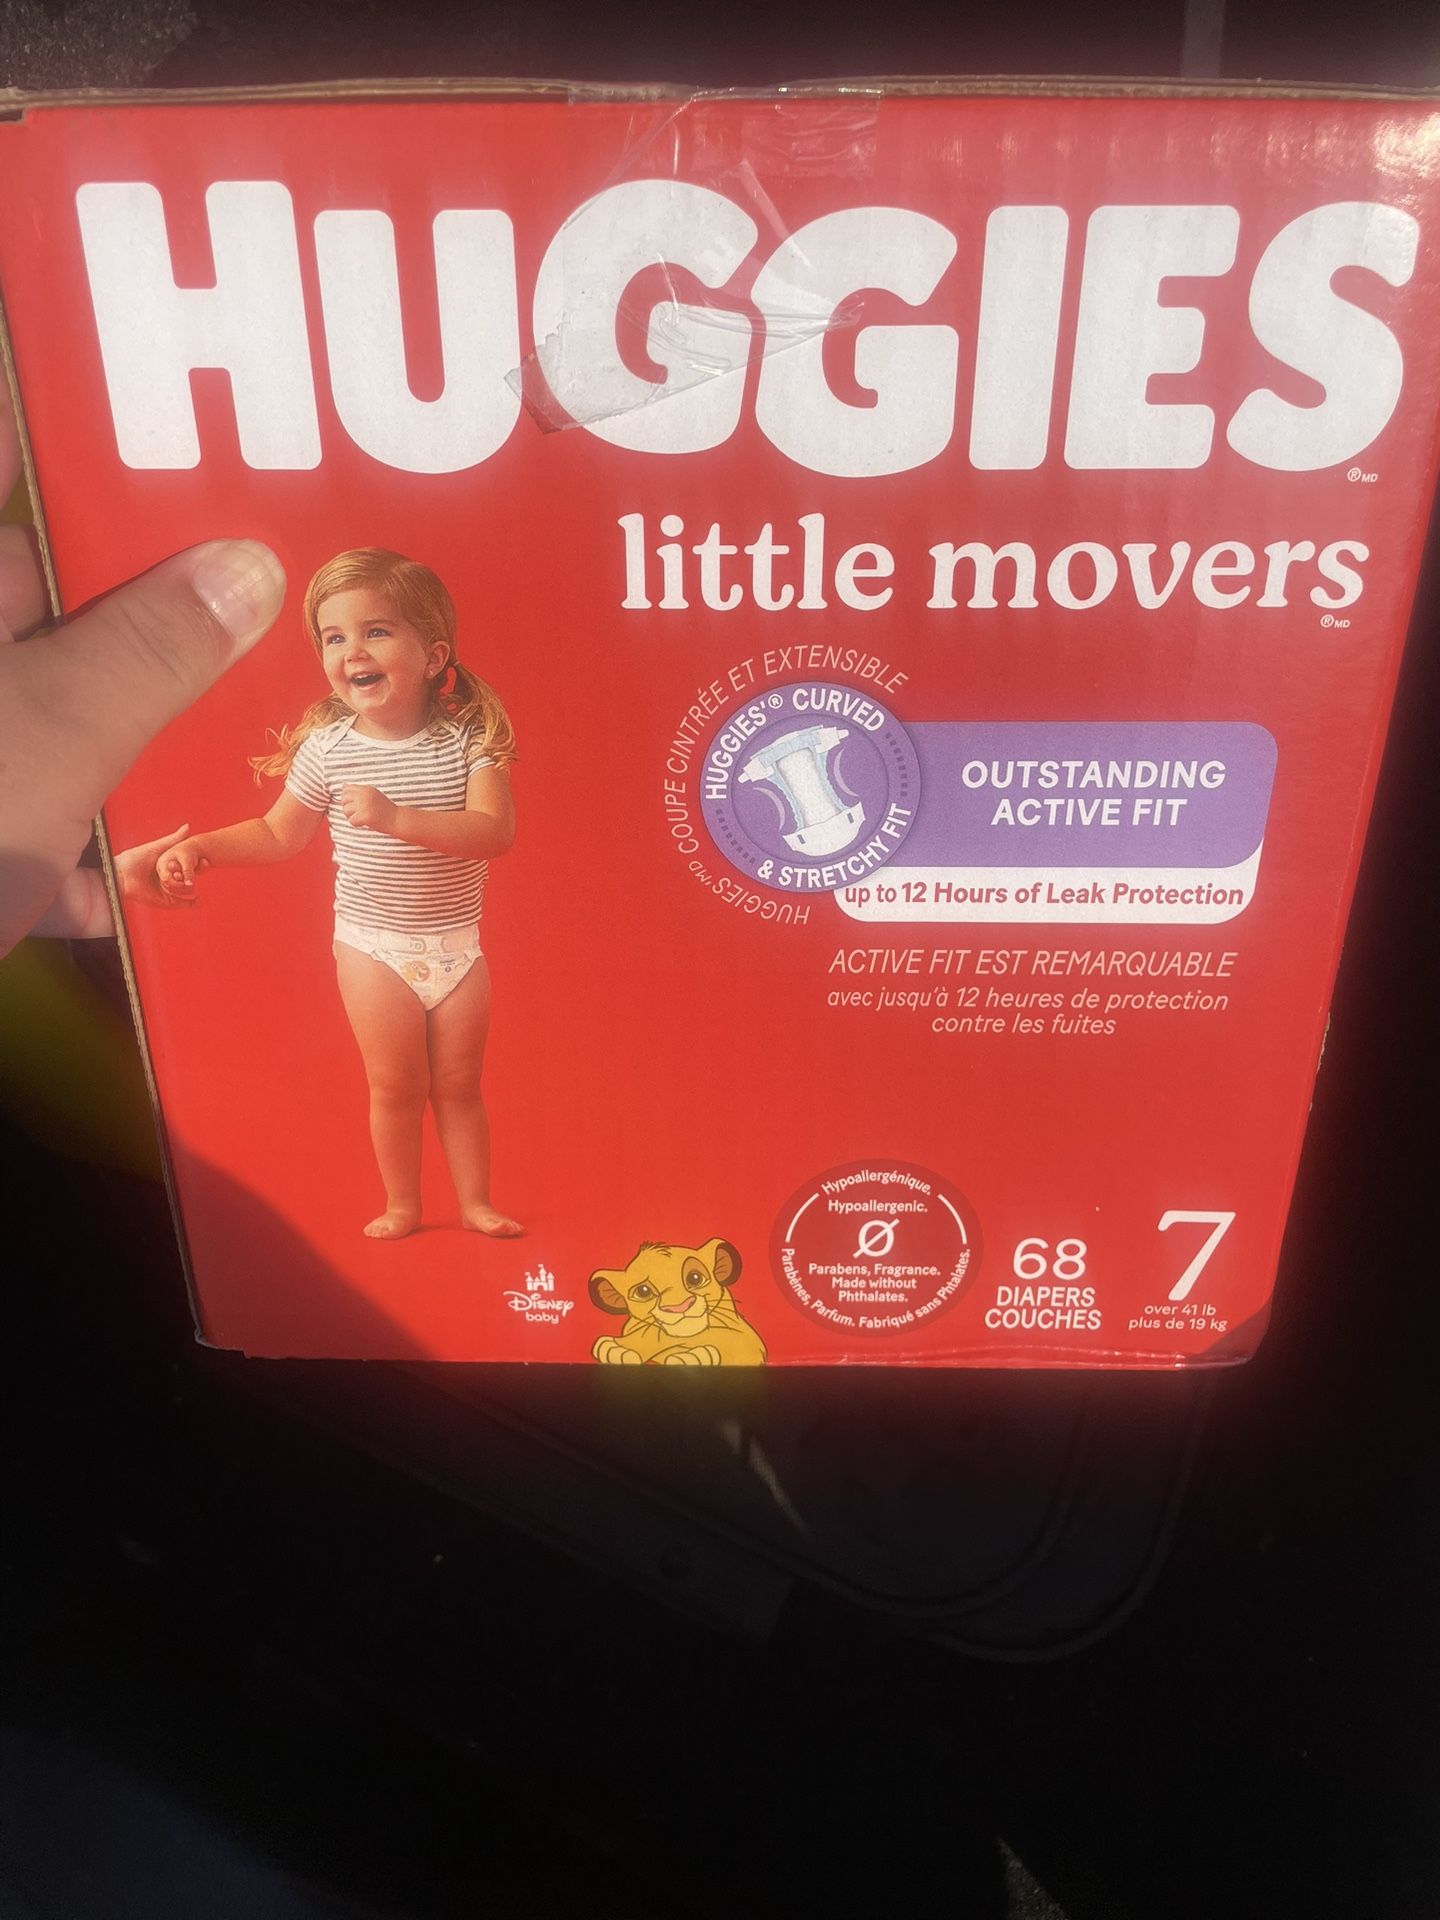 HUGGIES
®MD
little movers
®MD
HUGGIES'MD COUPE CINTRÉE ET EXTENSIBLE
HUGGIES'® CURVED
& STRETCHY FIT
OUTSTANDING
ACTIVE FIT
up to 12 Hours of Leak Protection
ACTIVE FIT EST REMARQUABLE
avec jusqu'à 12 heures de protection
contre les fuites
Disney
baby
Hypoallergénique.
Hypoallergenic.
Parabens, Fragrance.
Made without
Phthalates.
Parabènes, Parfum. Fabriqué sans Phtalates.
68
DIAPERS
COUCHES
7
over 41 lb
plus de 19 kg